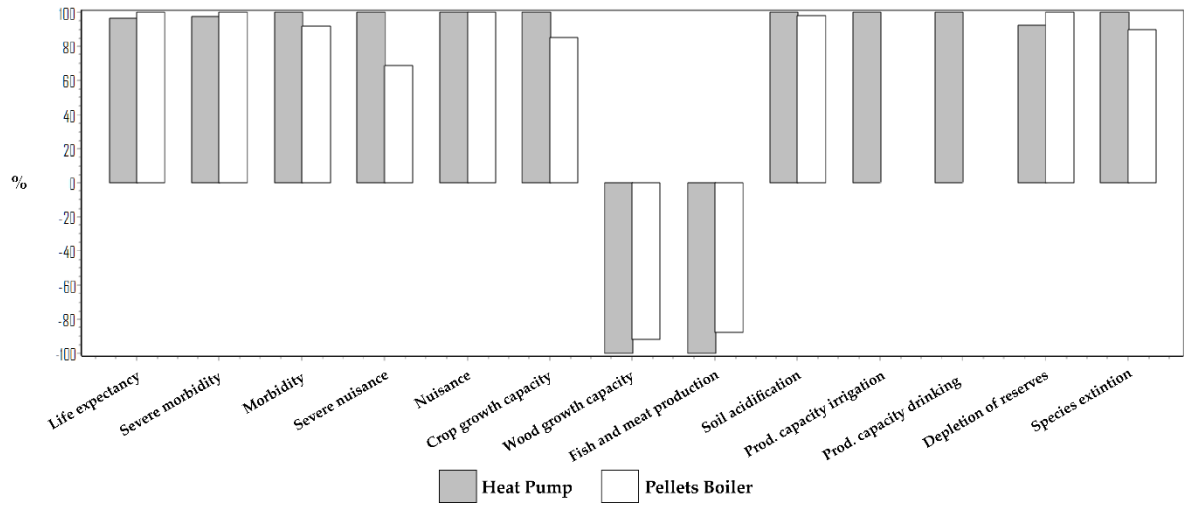 100
80
60
40
20
0
-20
-40
-60
-80
-100
%
Life expectancy
Severe morbidity
Morbidity
Severe nuisance
Nuisance
Crop growth capacity
Wood growth capacity
Fish and meat production
Soil acidification
Prod. capacity irrigation
Prod. capacity drinking
Depletion of reserves
Species extintion
Heat Pump
Pellets Boiler